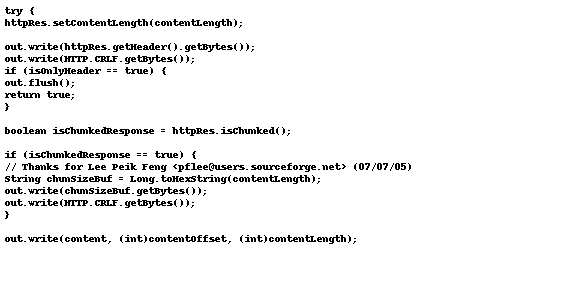 try {
httpRes.setContentLength(contentLength);
out.write(httpRes.getHeader().getBytes());
out.write(HTTP.CRLF.getBytes());
if (isOnlyHeader == true) {
out.flush();
return true;
}
boolean isChunkedResponse = httpRes.isChunked();
if (isChunkedResponse == true) {
// Thanks for Lee Peik Feng <pflee@users.sourceforge.net> (07/07/05)
String chunSizeBuf = Long.toHexString(contentLength);
out.write(chunSizeBuf.getBytes());
out.write(HTTP.CRLF.getBytes());
}
out.write(content, (int)contentOffset, (int)contentLength);